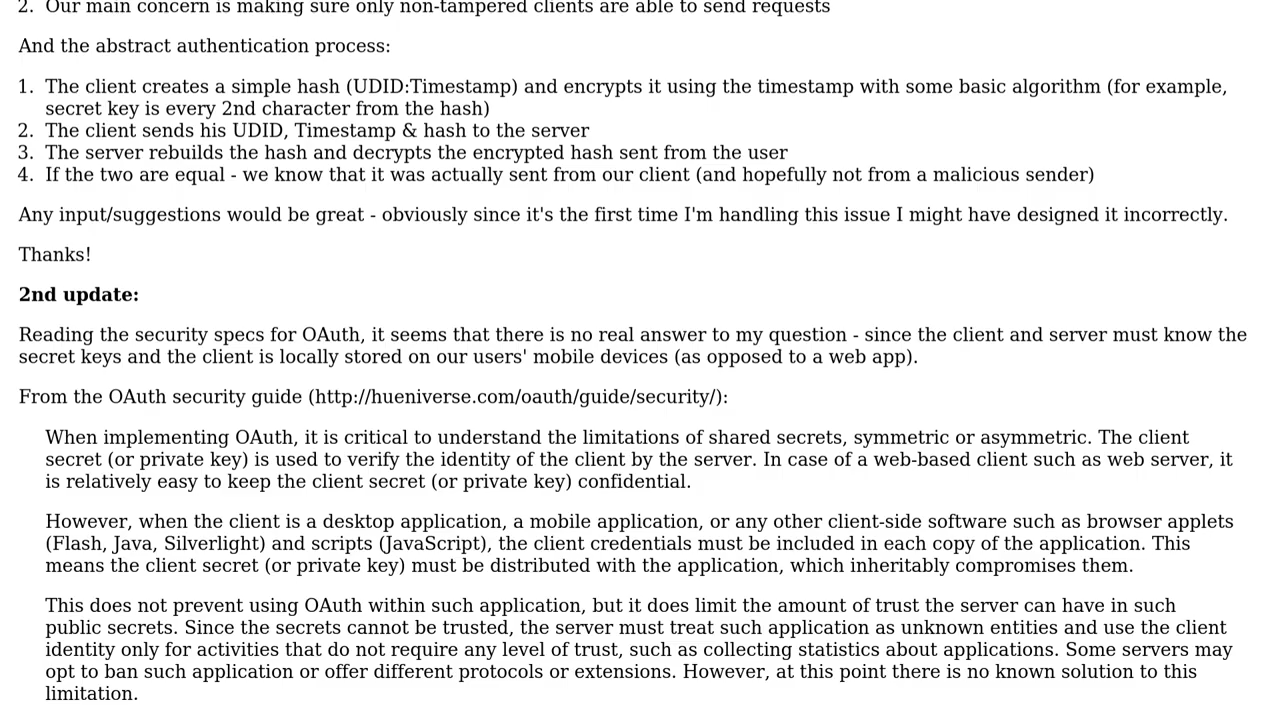 2. Our main concern is making sure only non-tampered clients are able to send requests
And the abstract authentication process:
1. The client creates a simple hash (UDID:Timestamp) and encrypts it using the timestamp with some basic algorithm (for example,
secret key is every 2nd character from the hash)
2. The client sends his UDID, Timestamp & hash to the server
3. The server rebuilds the hash and decrypts the encrypted hash sent from the user
4. If the two are equal - we know that it was actually sent from our client (and hopefully not from a malicious sender)
Any input/suggestions would be great - obviously since it's the first time I'm handling this issue I might have designed it incorrectly.
Thanks!
2nd update:
Reading the security specs for OAuth, it seems that there is no real answer to my question - since the client and server must know the
secret keys and the client is locally stored on our users' mobile devices (as opposed to a web app).
From the OAuth security guide (http://hueniverse.com/oauth/guide/security/):
When implementing OAuth, it is critical to understand the limitations of shared secrets, symmetric or asymmetric. The client
secret (or private key) is used to verify the identity of the client by the server. In case of a web-based client such as web server, it
is relatively easy to keep the client secret (or private key) confidential.
However, when the client is a desktop application, a mobile application, or any other client-side software such as browser applets
(Flash, Java, Silverlight) and scripts (JavaScript), the client credentials must be included in each copy of the application. This
means the client secret (or private key) must be distributed with the application, which inheritably compromises them.
This does not prevent using OAuth within such application, but it does limit the amount of trust the server can have in such
public secrets. Since the secrets cannot be trusted, the server must treat such application as unknown entities and use the client
identity only for activities that do not require any level of trust, such as collecting statistics about applications. Some servers may
opt to ban such application or offer different protocols or extensions. However, at this point there is no known solution to this
limitation.